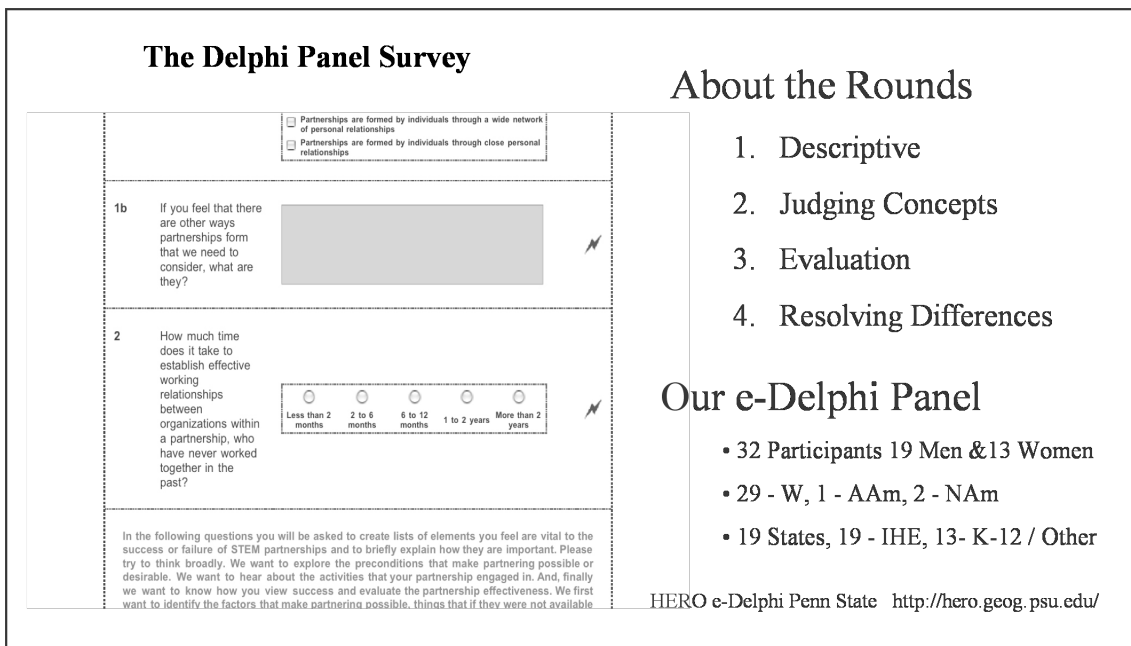 The Delphi Panel Survey
Partnerships are formed by individuals through a wide network
of personal relationships
Partnerships are formed by individuals through close personal
relationships
1b
If you feel that there
are other ways
partnerships form
that we need to
consider, what are
they?
2
How much time
does it take to
establish effective
working
relationships
between
organizations within
a partnership, who
have never worked
together in the
past?
Less than 2
months
2 to 6
months
6 to 12
months
1 to 2 years
More than 2
years
In the following questions you will be asked to create lists of elements you feel are vital to the
success or failure of STEM partnerships and to briefly explain how they are important. Please
try to think broadly. We want to explore the preconditions that make partnering possible or
desirable. We want to hear about the activities that your partnership engaged in. And, finally
we want to know how you view success and evaluate the partnership effectiveness. We first
want to identify the factors that make partnering possible, things that if they were not available
About the Rounds
1. Descriptive
2. Judging Concepts
3. Evaluation
4. Resolving Differences
Our e-Delphi Panel
• 32 Participants 19 Men &13 Women
• 29 - W, 1 - AAm, 2 - NAm
• 19 States, 19 - IHE, 13- K-12 / Other
HERO e-Delphi Penn State http://hero.geog.psu.edu/